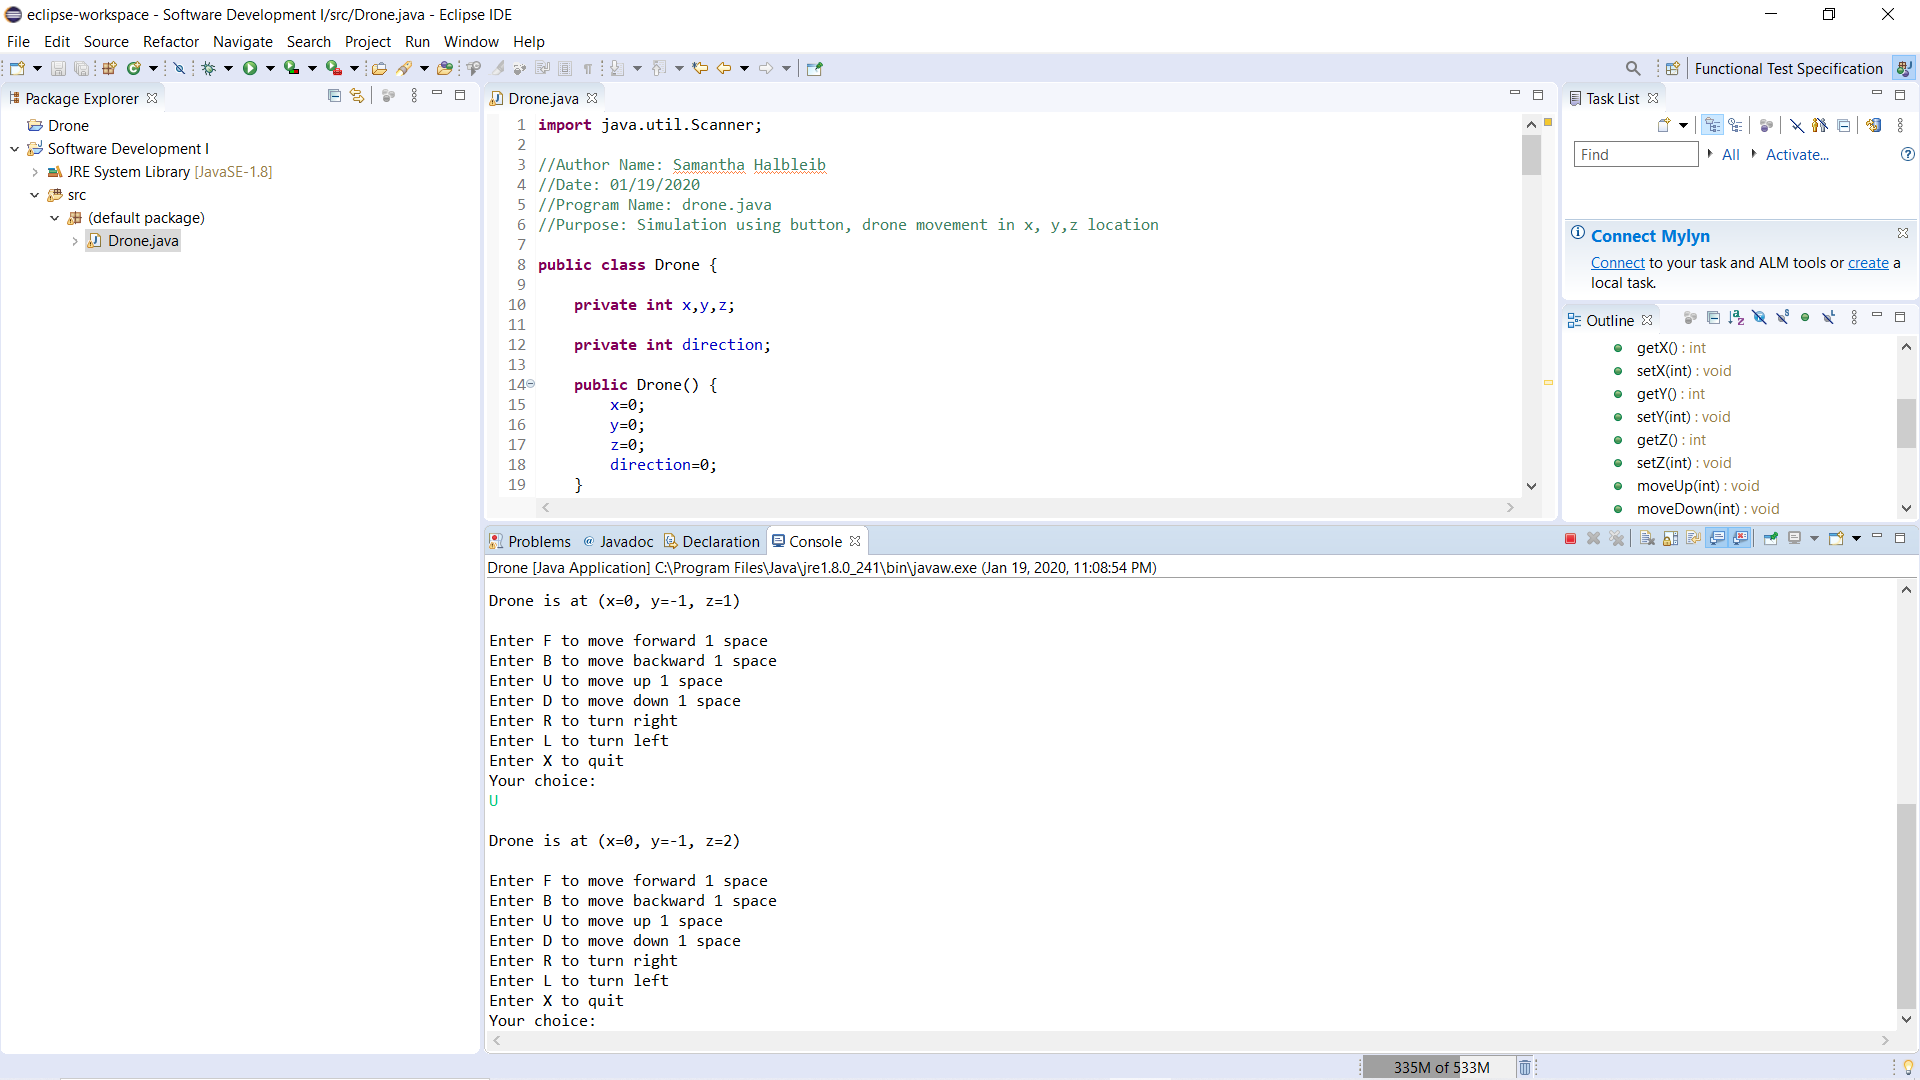 eclipse-workspace - Software Development I/src/Drone.java - Eclipse IDE
File Edit Source Refactor Navigate Search Project Run Window Help
Functional Test Specification
Package Explorer
Drone
Software Development I
JRE System Library [JavaSE-1.8]
src
(default package)
Drone.java
Drone.java
1 import java.util.Scanner;
2
3 //Author Name: Samantha Halbleib
4 //Date: 01/19/2020
5 //Program Name: drone.java
6 //Purpose: Simulation using button, drone movement in x, y,z location
7
8 public class Drone {
9
10 private int x,y,z;
11
12 private int direction;
13
14 public Drone() {
15 x=0;
16 y=0;
17 z=0;
18 direction=0;
19 }
Task List
Find All Activate...
Connect Mylyn
Connect to your task and ALM tools or create a
local task.
Outline
getX() : int
setX(int) : void
getY() : int
setY(int) : void
getZ() : int
setZ(int) : void
moveUp(int) : void
moveDown(int) : void
Problems @ Javadoc Declaration Console
Drone [Java Application] C:\Program Files\Java\jre1.8.0_241\bin\javaw.exe (Jan 19, 2020, 11:08:54 PM)
Drone is at (x=0, y=-1, z=1)
Enter F to move forward 1 space
Enter B to move backward 1 space
Enter U to move up 1 space
Enter D to move down 1 space
Enter R to turn right
Enter L to turn left
Enter X to quit
Your choice:
U
Drone is at (x=0, y=-1, z=2)
Enter F to move forward 1 space
Enter B to move backward 1 space
Enter U to move up 1 space
Enter D to move down 1 space
Enter R to turn right
Enter L to turn left
Enter X to quit
Your choice:
335M of 533M